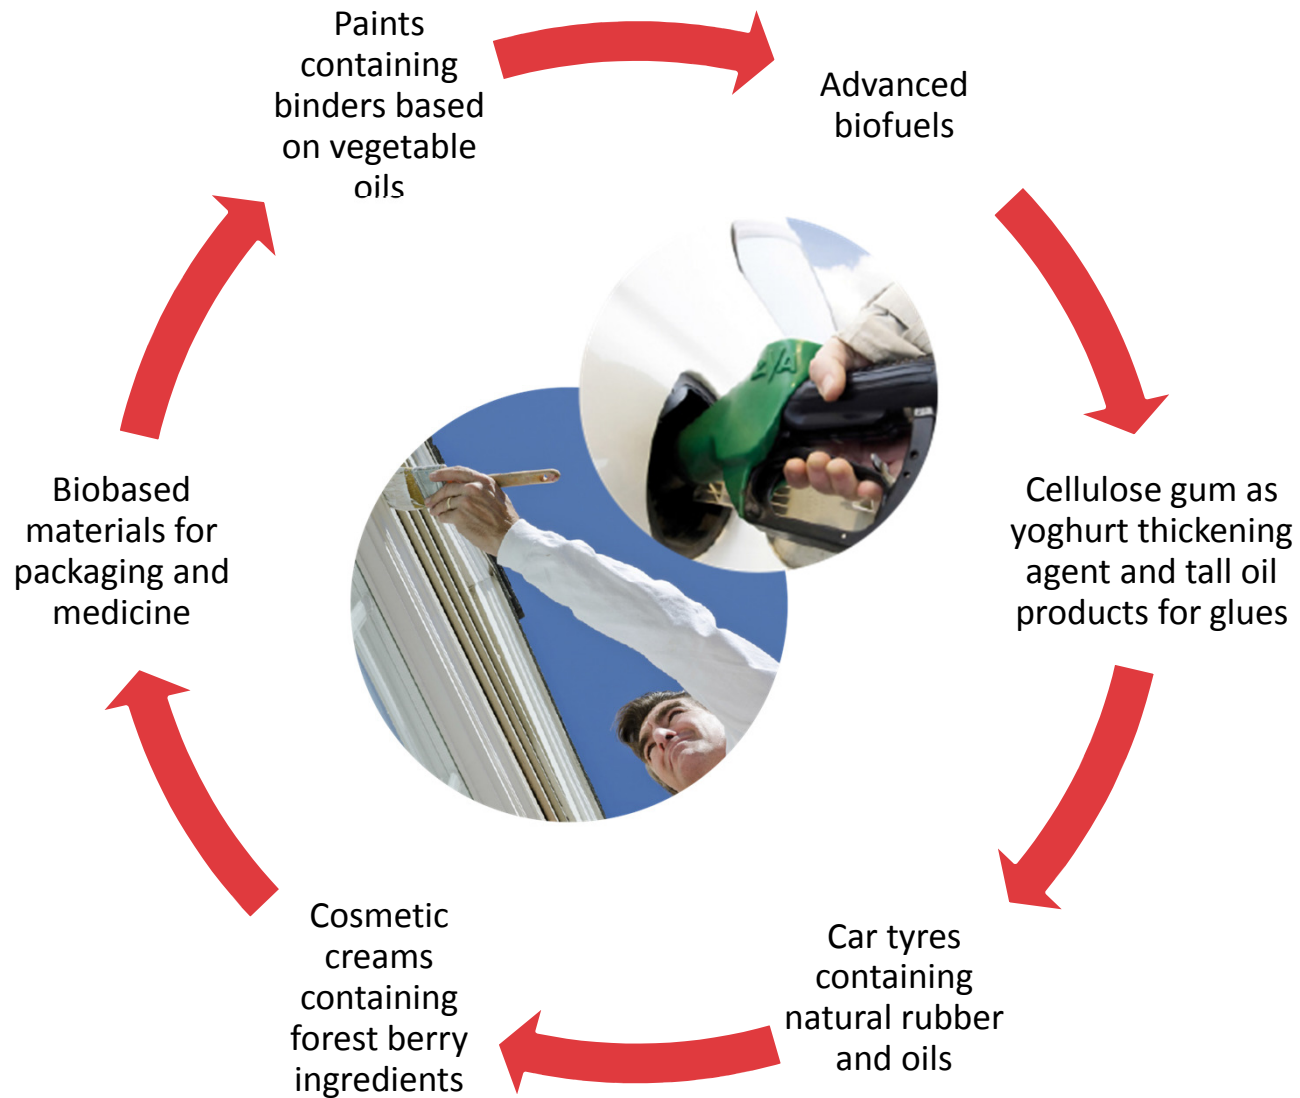 Paints
containing
binders based
on vegetable
oils
Advanced
biofuels
Cellulose gum as
yoghurt thickening
agent and tall oil
products for glues
Car tyres
containing
natural rubber
and oils
Cosmetic
creams
containing
forest berry
ingredients
Biobased
materials for
packaging and
medicine